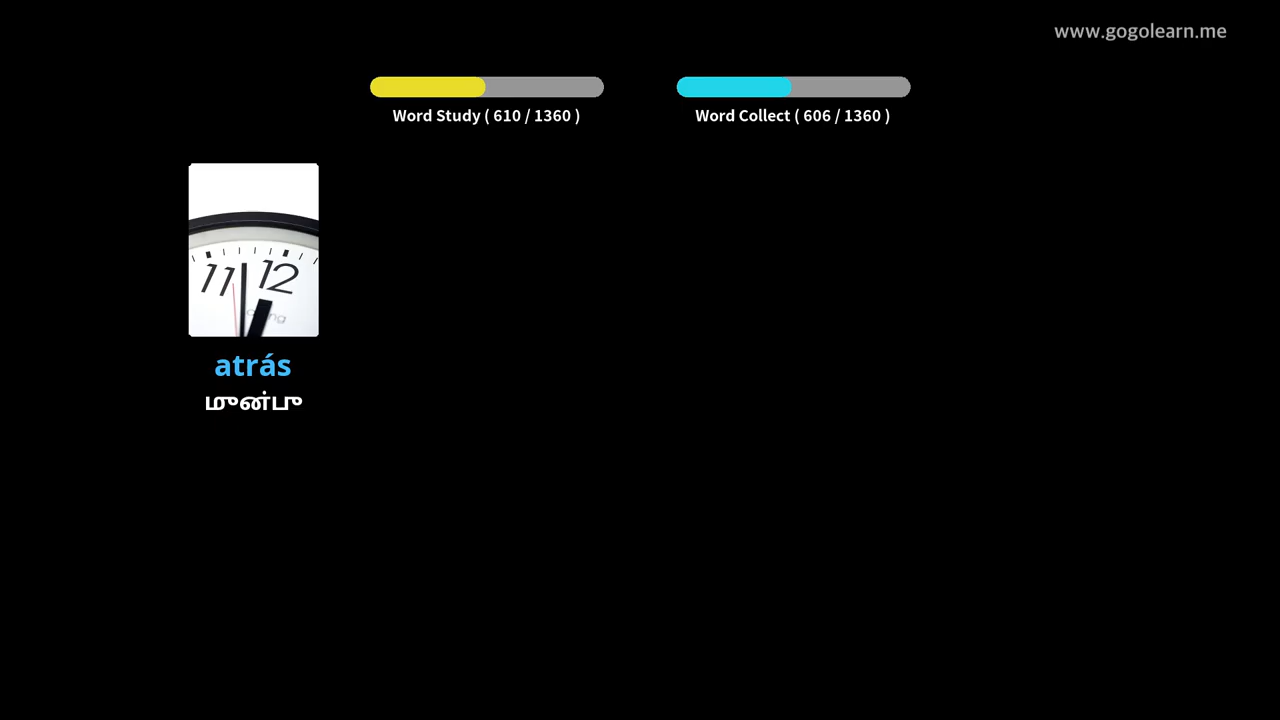 www.gogolearn.me
Word Study ( 610 / 1360 )
Word Collect ( 606 / 1360 )
11 12
atrás
முன்பு